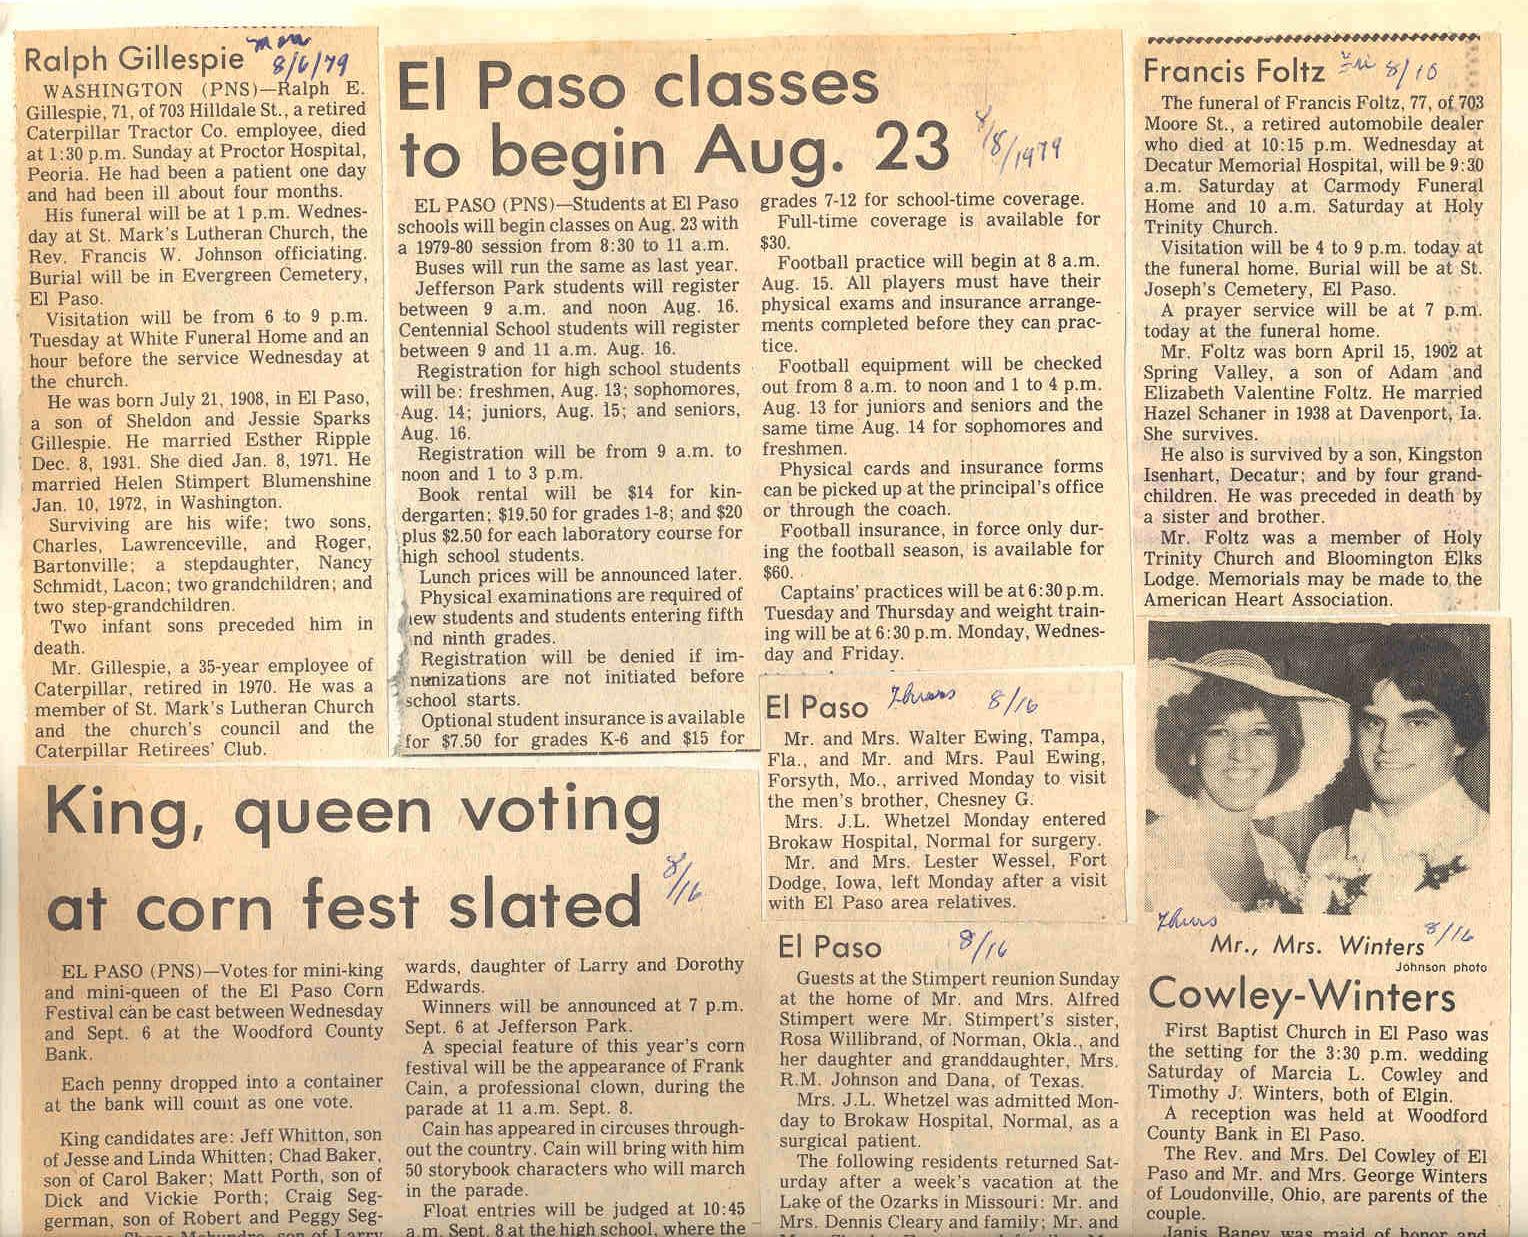 Ralph Gillespie
mon
8/6/79
WASHINGTON (PNS)—Ralph E.
Gillespie, 71, of 703 Hilldale St., a retired
Caterpillar Tractor Co. employee, died
at 1:30 p.m. Sunday at Proctor Hospital,
Peoria. He had been a patient one day
and had been ill about four months.
His funeral will be at 1 p.m. Wednes-
day at St. Mark's Lutheran Church, the
Rev. Francis W. Johnson officiating.
Burial will be in Evergreen Cemetery,
El Paso.
Visitation will be from 6 to 9 p.m.
Tuesday at White Funeral Home and an
hour before the service Wednesday at
the church.
He was born July 21, 1908, in El Paso,
a son of Sheldon and Jessie Sparks
Gillespie. He married Esther Ripple
Dec. 8, 1931. She died Jan. 8, 1971. He
married Helen Stimpert Blumenshine
Jan. 10, 1972, in Washington.
Surviving are his wife; two sons,
Charles, Lawrenceville, and Roger,
Bartonville; a stepdaughter, Nancy
Schmidt, Lacon; two grandchildren; and
two step-grandchildren.
Two infant sons preceded him in
death.
Mr. Gillespie, a 35-year employee of
Caterpillar, retired in 1970. He was a
member of St. Mark's Lutheran Church
and the church's council and the
Caterpillar Retirees' Club.
El Paso classes
to begin Aug. 23
8/8/1979
EL PASO (PNS)—Students at El Paso
schools will begin classes on Aug. 23 with
a 1979-80 session from 8:30 to 11 a.m.
Buses will run the same as last year.
Jefferson Park students will register
between 9 a.m. and noon Aug. 16.
Centennial School students will register
between 9 and 11 a.m. Aug. 16.
Registration for high school students
will be: freshmen, Aug. 13; sophomores,
Aug. 14; juniors, Aug. 15; and seniors,
Aug. 16.
Registration will be from 9 a.m. to
noon and 1 to 3 p.m.
Book rental will be $14 for kin-
dergarten; $19.50 for grades 1-8; and $20
plus $2.50 for each laboratory course for
high school students.
Lunch prices will be announced later.
Physical examinations are required of
ew students and students entering fifth
nd ninth grades.
Registration will be denied if im-
nunizations are not initiated before
school starts.
Optional student insurance is available
for $7.50 for grades K-6 and $15 for
grades 7-12 for school-time coverage.
Full-time coverage is available for
$30.
Football practice will begin at 8 a.m.
Aug. 15. All players must have their
physical exams and insurance arrange-
ments completed before they can prac-
tice.
Football equipment will be checked
out from 8 a.m. to noon and 1 to 4 p.m.
Aug. 13 for juniors and seniors and the
same time Aug. 14 for sophomores and
freshmen.
Physical cards and insurance forms
can be picked up at the principal's office
or through the coach.
Football insurance, in force only dur-
ing the football season, is available for
$60.
Captains' practices will be at 6:30 p.m.
Tuesday and Thursday and weight train-
ing will be at 6:30 p.m. Monday, Wednes-
day and Friday.
Francis Foltz
Fri 8/10
The funeral of Francis Foltz, 77, of 703
Moore St., a retired automobile dealer
who died at 10:15 p.m. Wednesday at
Decatur Memorial Hospital, will be 9:30
a.m. Saturday at Carmody Funeral
Home and 10 a.m. Saturday at Holy
Trinity Church.
Visitation will be 4 to 9 p.m. today at
the funeral home. Burial will be at St.
Joseph's Cemetery, El Paso.
A prayer service will be at 7 p.m.
today at the funeral home.
Mr. Foltz was born April 15, 1902 at
Spring Valley, a son of Adam and
Elizabeth Valentine Foltz. He married
Hazel Schaner in 1938 at Davenport, Ia.
She survives.
He also is survived by a son, Kingston
Isenhart, Decatur; and by four grand-
children. He was preceded in death by
a sister and brother.
Mr. Foltz was a member of Holy
Trinity Church and Bloomington Elks
Lodge. Memorials may be made to the
American Heart Association.
King, queen voting
at corn fest slated
8/16
EL PASO (PNS)—Votes for mini-king
and mini-queen of the El Paso Corn
Festival can be cast between Wednesday
and Sept. 6 at the Woodford County
Bank.
Each penny dropped into a container
at the bank will count as one vote.
King candidates are: Jeff Whitton, son
of Jesse and Linda Whitten; Chad Baker,
son of Carol Baker; Matt Porth, son of
Dick and Vickie Porth; Craig Seg-
german, son of Robert and Peggy Seg-
wards, daughter of Larry and Dorothy
Edwards.
Winners will be announced at 7 p.m.
Sept. 6 at Jefferson Park.
A special feature of this year's corn
festival will be the appearance of Frank
Cain, a professional clown, during the
parade at 11 a.m. Sept. 8.
Cain has appeared in circuses through-
out the country. Cain will bring with him
50 storybook characters who will march
in the parade.
Float entries will be judged at 10:45
a.m. Sept. 8 at the high school, where the
El Paso
Thurs 8/16
Mr. and Mrs. Walter Ewing, Tampa,
Fla., and Mr. and Mrs. Paul Ewing,
Forsyth, Mo., arrived Monday to visit
the men's brother, Chesney G.
Mrs. J.L. Whetzel Monday entered
Brokaw Hospital, Normal for surgery.
Mr. and Mrs. Lester Wessel, Fort
Dodge, Iowa, left Monday after a visit
with El Paso area relatives.
El Paso
8/16
Guests at the Stimpert reunion Sunday
at the home of Mr. and Mrs. Alfred
Stimpert were Mr. Stimpert's sister,
Rosa Willibrand, of Norman, Okla., and
her daughter and granddaughter, Mrs.
R.M. Johnson and Dana, of Texas.
Mrs. J.L. Whetzel was admitted Mon-
day to Brokaw Hospital, Normal, as a
surgical patient.
The following residents returned Sat-
urday after a week's vacation at the
Lake of the Ozarks in Missouri: Mr. and
Mrs. Dennis Cleary and family; Mr. and
Thurs
8/16
Mr., Mrs. Winters
Johnson photo
Cowley-Winters
First Baptist Church in El Paso was
the setting for the 3:30 p.m. wedding
Saturday of Marcia L. Cowley and
Timothy J. Winters, both of Elgin.
A reception was held at Woodford
County Bank in El Paso.
The Rev. and Mrs. Del Cowley of El
Paso and Mr. and Mrs. George Winters
of Loudonville, Ohio, are parents of the
couple.
Janis Baney was maid of honor and